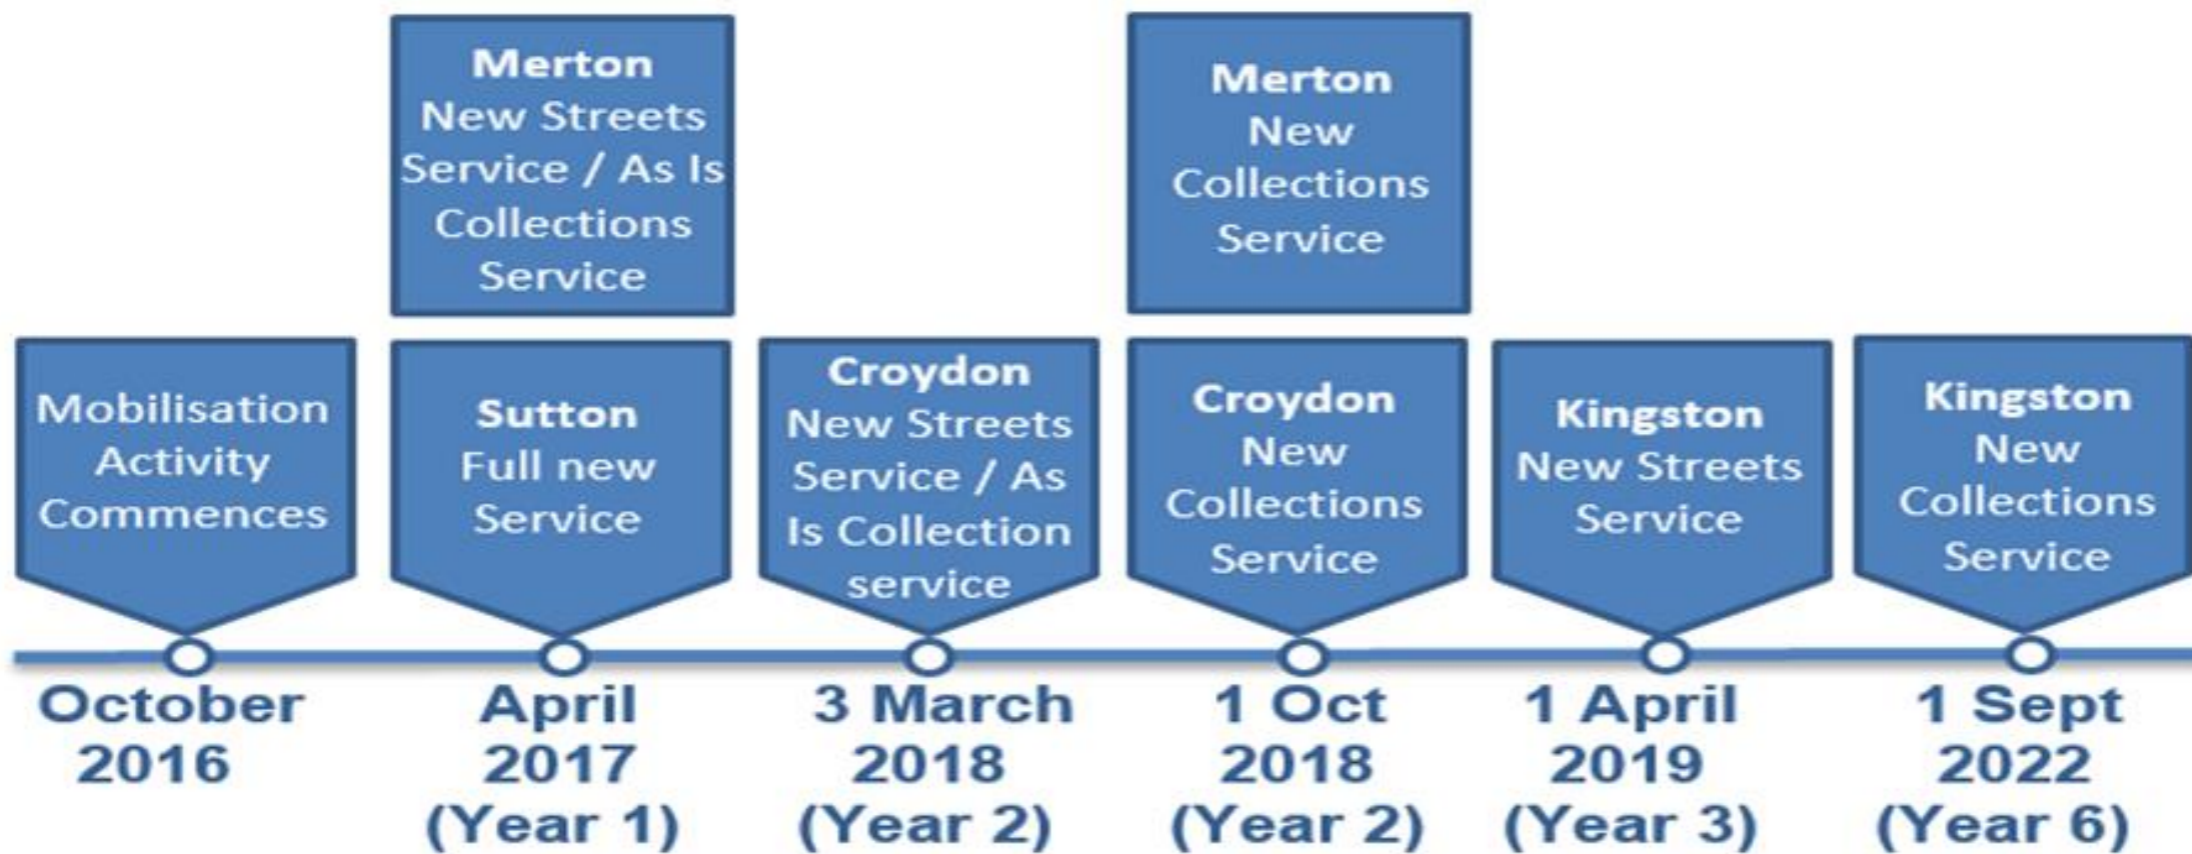 Merton
New Streets
Service / As Is
Collections
Service
Merton
New
Collections
Service
Mobilisation
Activity
Commences
Sutton
Full new
Service
Croydon
New Streets
Service / As
Is Collection
service
Croydon
New
Collections
Service
Kingston
New Streets
Service
Kingston
New
Collections
Service
October
2016
April
2017
(Year 1)
3 March
2018
(Year 2)
1 Oct
2018
(Year 2)
1 April
2019
(Year 3)
1 Sept
2022
(Year 6)